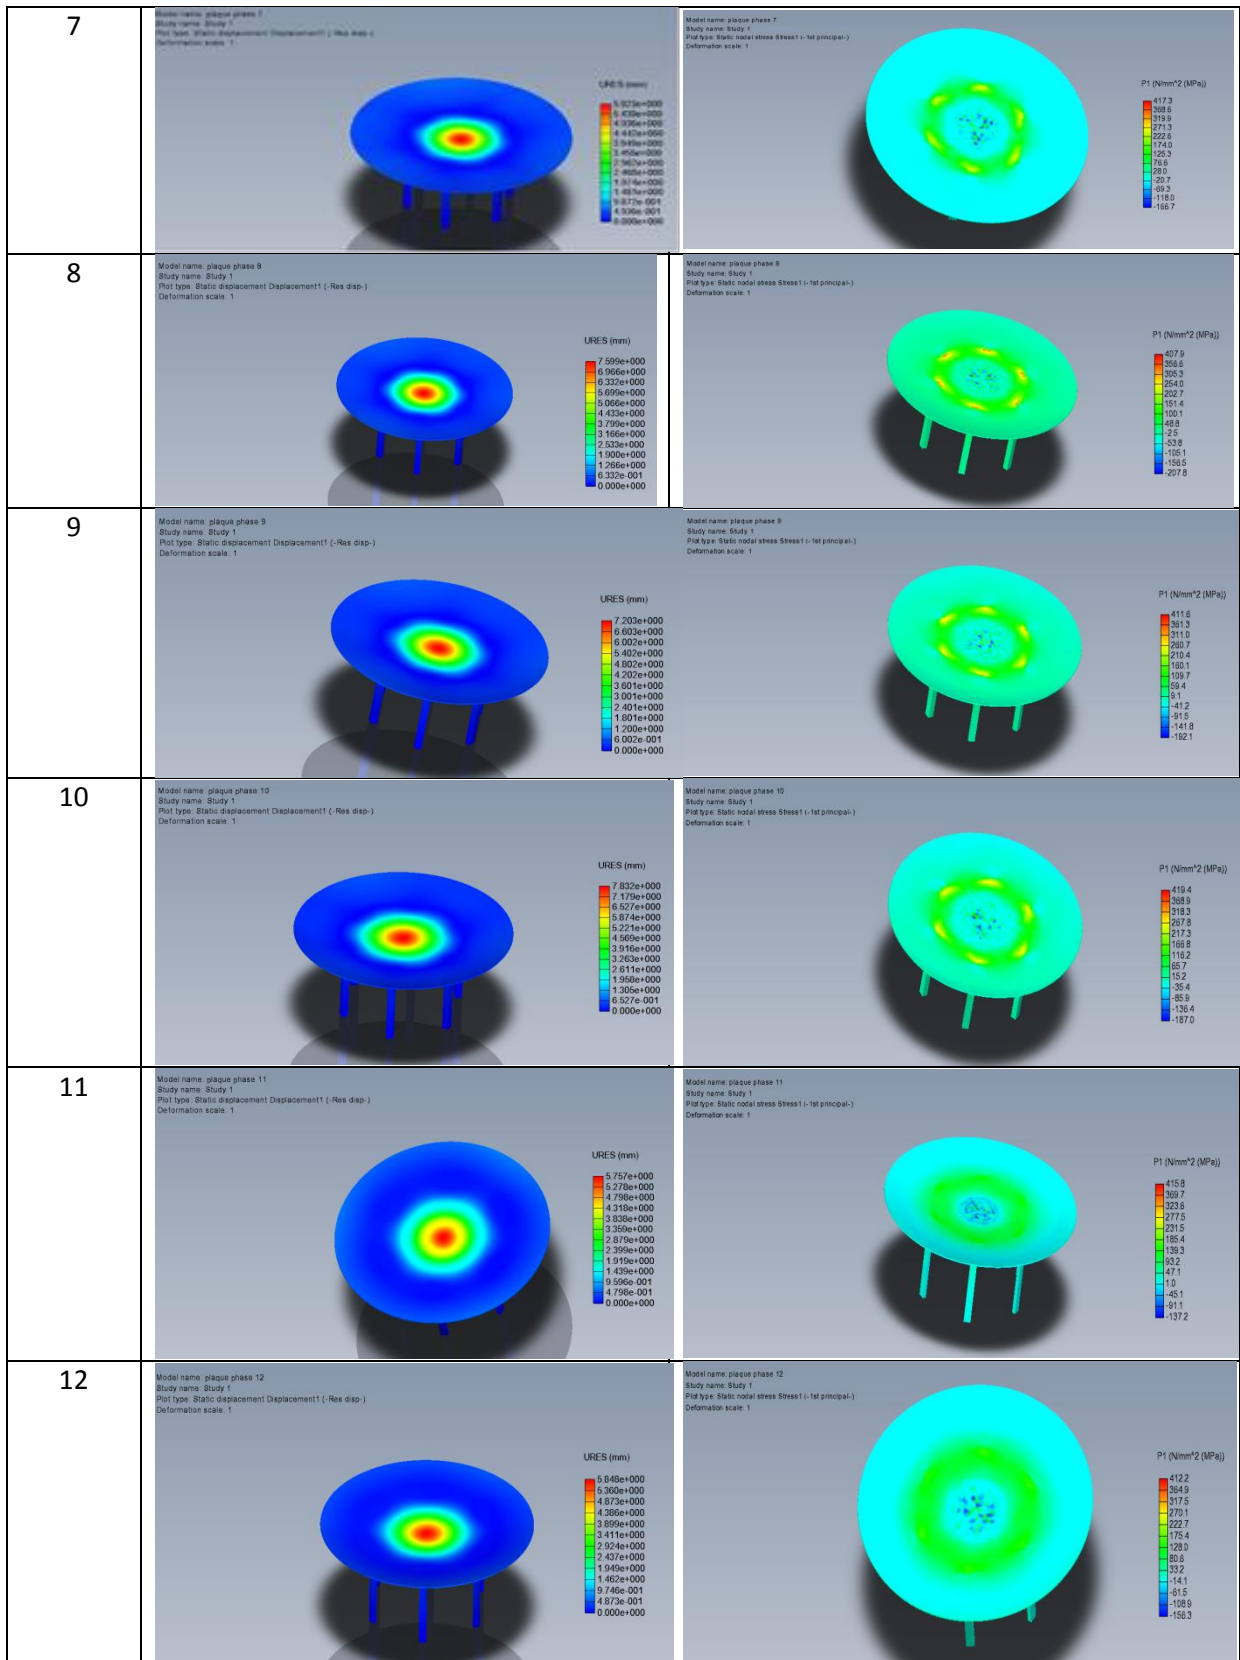 7
Model name: plaque phase 7
Study name: Study 1
Plot type: Static displacement Displacement1 (-Res disp-)
Deformation scale: 1
URES (mm)
Model name: plaque phase 7
Study name: Study 1
Plot type: Static nodal stress Stress1 (-1st principal-)
Deformation scale: 1
P1 (N/mm^2 (MPa))
417.3
368.6
319.9
271.3
222.6
174.0
125.3
76.6
28.0
-20.7
-69.3
-118.0
-166.7
8
Model name: plaque phase 8
Study name: Study 1
Plot type: Static displacement Displacement1 (-Res disp-)
Deformation scale: 1
URES (mm)
7.599e+000
6.966e+000
6.332e+000
5.699e+000
5.066e+000
4.433e+000
3.799e+000
3.166e+000
2.533e+000
1.900e+000
1.266e+000
6.332e-001
0.000e+000
Model name: plaque phase 8
Study name: Study 1
Plot type: Static nodal stress Stress1 (-1st principal-)
Deformation scale: 1
P1 (N/mm^2 (MPa))
407.9
356.6
305.3
254.0
202.7
151.4
100.1
48.8
-2.5
-53.8
-105.1
-156.5
-207.8
9
Model name: plaque phase 9
Study name: Study 1
Plot type: Static displacement Displacement1 (-Res disp-)
Deformation scale: 1
URES (mm)
7.203e+000
6.603e+000
6.002e+000
5.402e+000
4.802e+000
4.202e+000
3.601e+000
3.001e+000
2.401e+000
1.801e+000
1.200e+000
6.002e-001
0.000e+000
Model name: plaque phase 9
Study name: Study 1
Plot type: Static nodal stress Stress1 (-1st principal-)
Deformation scale: 1
P1 (N/mm^2 (MPa))
411.6
361.3
311.0
260.7
210.4
160.1
109.7
59.4
9.1
-41.2
-91.5
-141.8
-192.1
10
Model name: plaque phase 10
Study name: Study 1
Plot type: Static displacement Displacement1 (-Res disp-)
Deformation scale: 1
URES (mm)
7.832e+000
7.179e+000
6.527e+000
5.874e+000
5.221e+000
4.569e+000
3.916e+000
3.263e+000
2.611e+000
1.958e+000
1.305e+000
6.527e-001
0.000e+000
Model name: plaque phase 10
Study name: Study 1
Plot type: Static nodal stress Stress1 (-1st principal-)
Deformation scale: 1
P1 (N/mm^2 (MPa))
419.4
368.9
318.3
267.8
217.3
166.8
116.2
65.7
15.2
-35.4
-85.9
-136.4
-187.0
11
Model name: plaque phase 11
Study name: Study 1
Plot type: Static displacement Displacement1 (-Res disp-)
Deformation scale: 1
URES (mm)
5.757e+000
5.278e+000
4.798e+000
4.318e+000
3.838e+000
3.359e+000
2.879e+000
2.399e+000
1.919e+000
1.439e+000
9.596e-001
4.798e-001
0.000e+000
Model name: plaque phase 11
Study name: Study 1
Plot type: Static nodal stress Stress1 (-1st principal-)
Deformation scale: 1
P1 (N/mm^2 (MPa))
415.8
369.7
323.6
277.5
231.5
185.4
139.3
93.2
47.1
1.0
-45.1
-91.1
-137.2
12
Model name: plaque phase 12
Study name: Study 1
Plot type: Static displacement Displacement1 (-Res disp-)
Deformation scale: 1
URES (mm)
5.848e+000
5.360e+000
4.873e+000
4.386e+000
3.899e+000
3.411e+000
2.924e+000
2.437e+000
1.949e+000
1.462e+000
9.746e-001
4.873e-001
0.000e+000
Model name: plaque phase 12
Study name: Study 1
Plot type: Static nodal stress Stress1 (-1st principal-)
Deformation scale: 1
P1 (N/mm^2 (MPa))
412.2
364.9
317.5
270.1
222.7
175.4
128.0
80.6
33.2
-14.1
-61.5
-108.9
-156.3